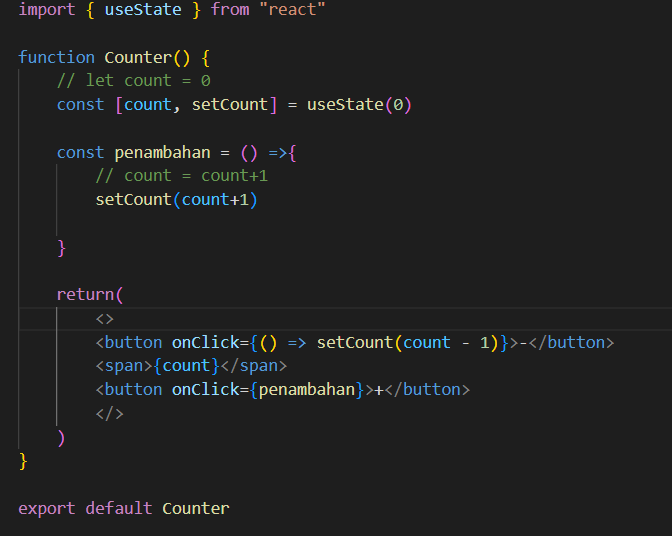 import { useState } from "react"
function Counter() {
// let count = 0
const [count, setCount] = useState(0)
const penambahan = () =>{
// count = count+1
setCount(count+1)
}
return(
<>
<button onClick={() => setCount(count - 1)}>-</button>
<span>{count}</span>
<button onClick={penambahan}>+</button>
</>
)
}
export default Counter